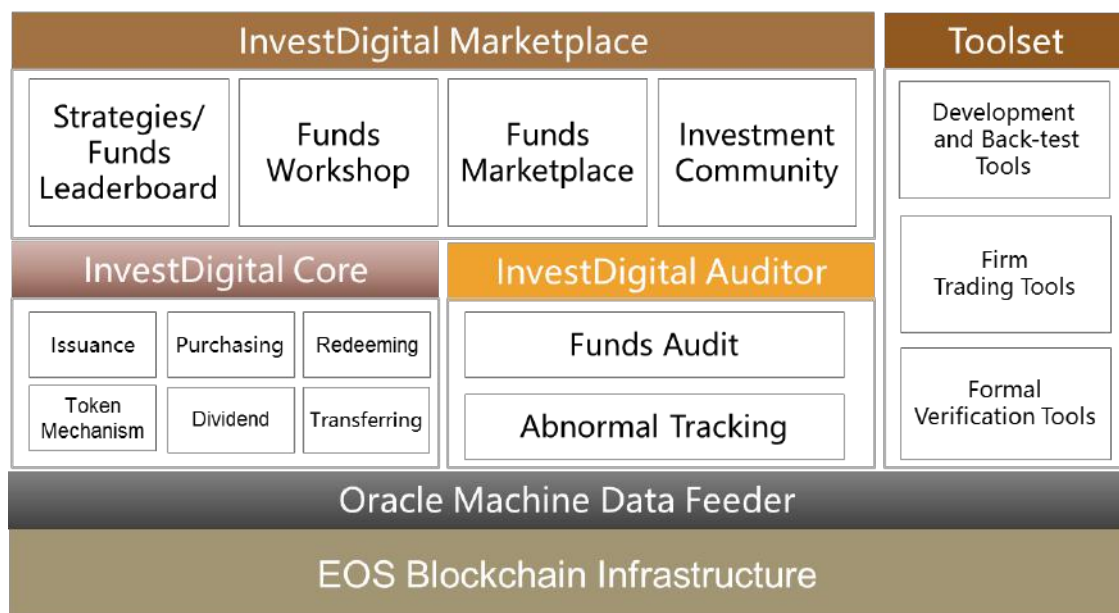 InvestDigital Marketplace
Strategies/
Funds
Leaderboard
Funds
Workshop
Funds
Marketplace
Investment
Community
Toolset
Development
and Back-test
Tools
Firm
Trading Tools
Formal
Verification Tools
InvestDigital Core
Issuance
Purchasing
Redeeming
Token
Mechanism
Dividend
Transferring
InvestDigital Auditor
Funds Audit
Abnormal Tracking
Oracle Machine Data Feeder
EOS Blockchain Infrastructure